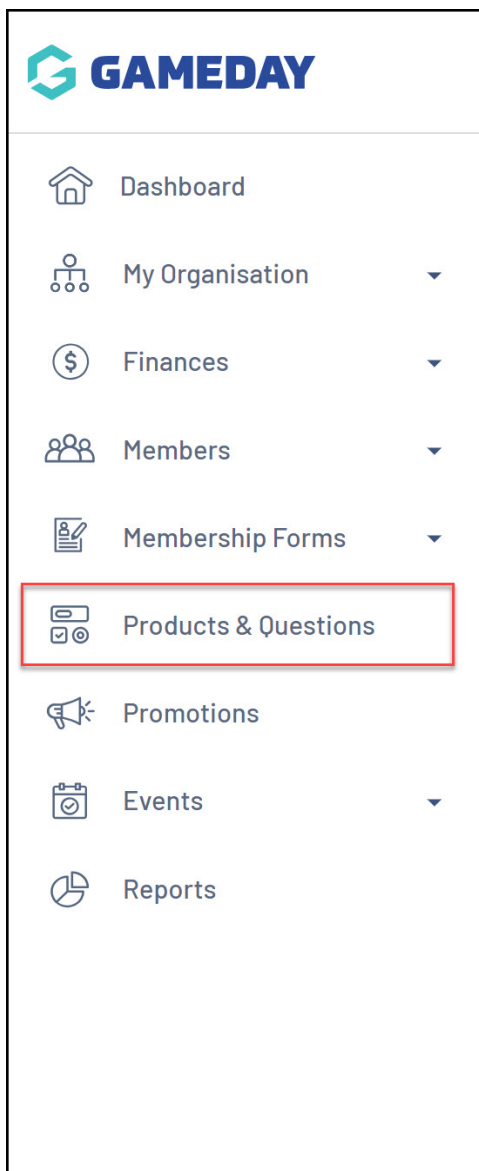 GAMEDAY
Dashboard
My Organisation
Finances
Members
Membership Forms
Products & Questions
Promotions
Events
Reports